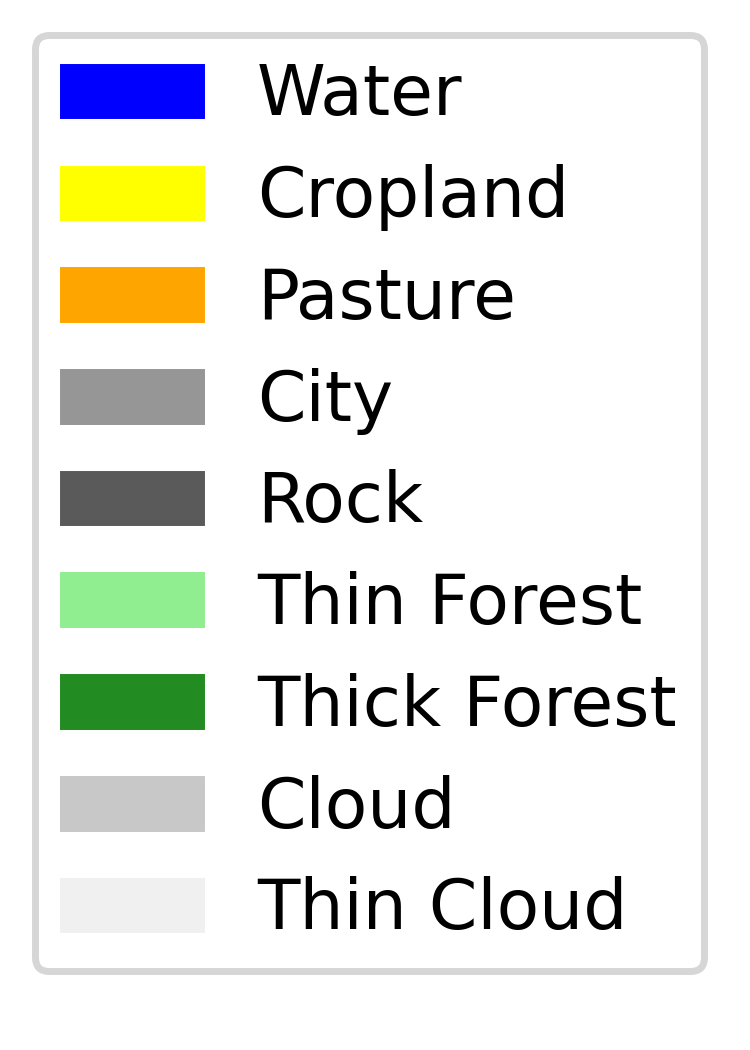 Water
Cropland
Pasture
City
Rock
Thin Forest
Thick Forest
Cloud
Thin Cloud